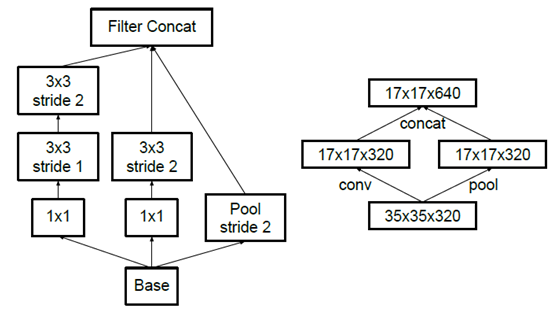 Filter Concat
3x3
stride 2
3x3
stride 1
3x3
stride 2
1x1
1x1
Pool
stride 2
Base
17x17x640
concat
17x17x320
17x17x320
conv
pool
35x35x320